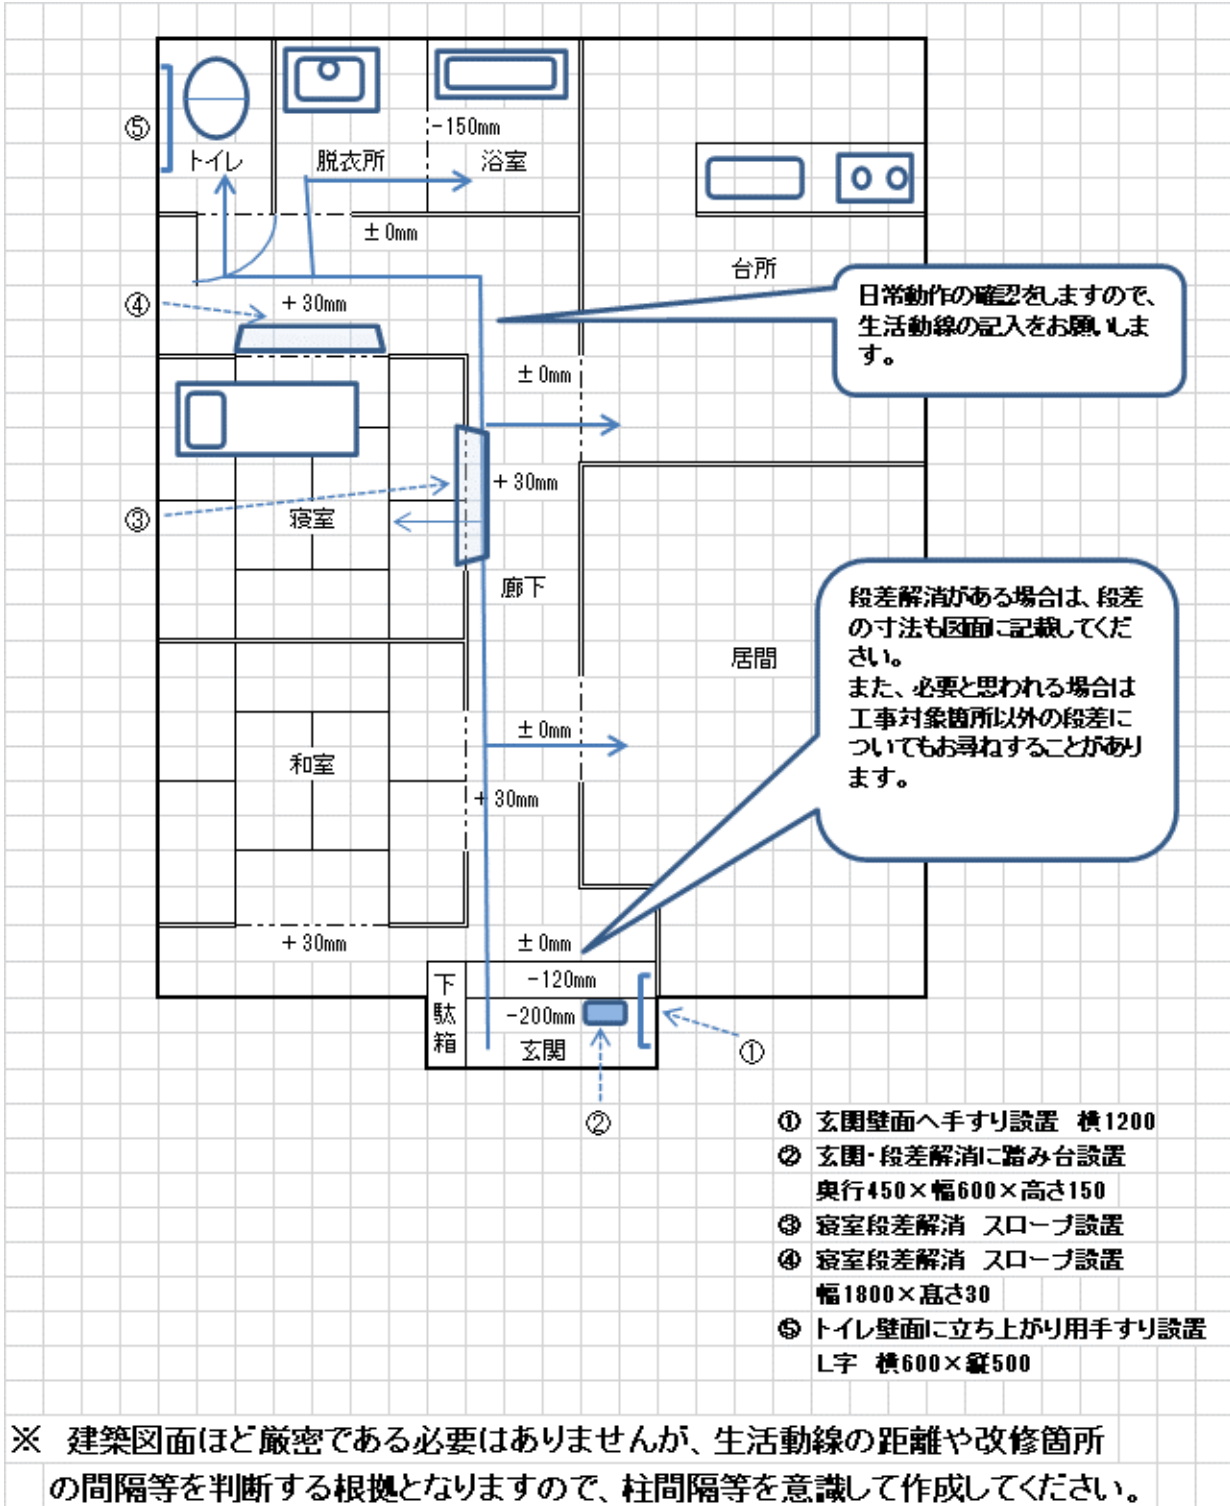 ⑤
トイレ
脱衣所
-150mm
浴室
±0mm
台所
④
+30mm
日常動作の確認をしますので、
生活動線の記入をお願いしま
す。
±0mm
+30mm
③
寝室
廊下
段差解消がある場合は、段差
の寸法も図面に記載してくだ
さい。
また、必要と思われる場合は
工事対象箇所以外の段差に
ついてもお尋ねすることがあり
ます。
居間
±0mm
和室
+30mm
+30mm
±0mm
下駄箱
-120mm
-200mm
玄関
①
②
① 玄関壁面へ手すり設置 横1200
② 玄関・段差解消に踏み台設置
奥行450×幅600×高さ150
③ 寝室段差解消 スロープ設置
④ 寝室段差解消 スロープ設置
幅1800×高さ30
⑤ トイレ壁面に立ち上がり用手すり設置
L字 横600×縦500
※ 建築図面ほど厳密である必要はありませんが、生活動線の距離や改修箇所
の間隔等を判断する根拠となりますので、柱間隔等を意識して作成してください。